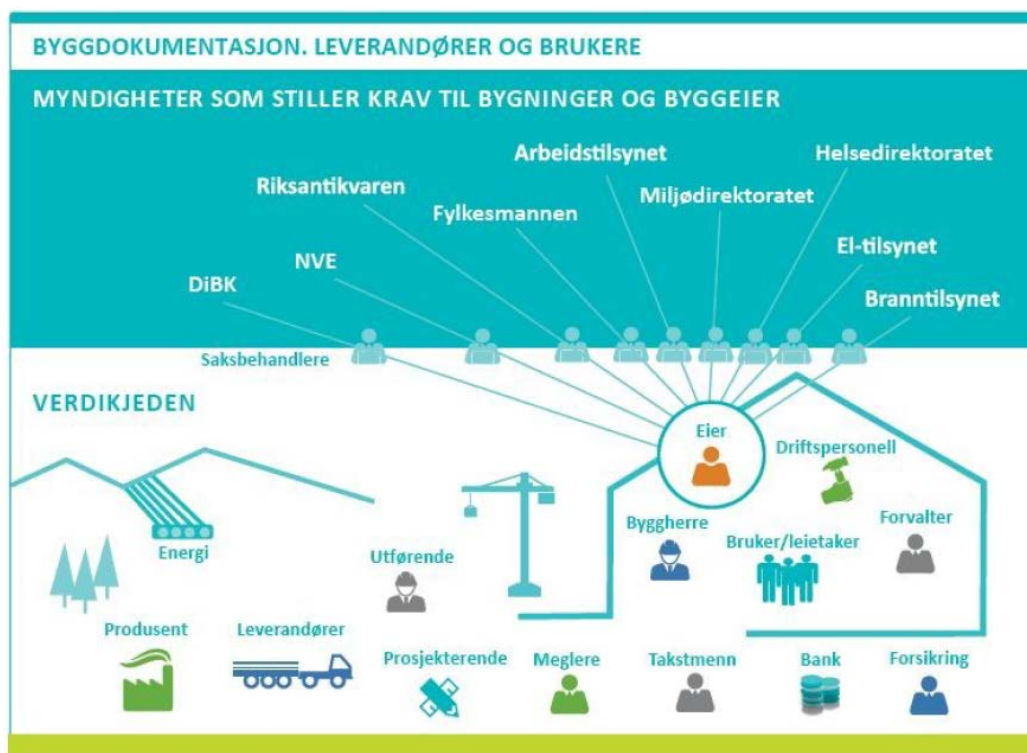 BYGGDOKUMENTASJON. LEVERANDØRER OG BRUKERE
MYNDIGHETER SOM STILLER KRAV TIL BYGNINGER OG BYGGEIER
Arbeidstilsynet
Helsedirektoratet
Riksantikvaren
Miljødirektoratet
Fylkesmannen
El-tilsynet
NVE
DiBK
Branntilsynet
Saksbehandlere
VERDIKJEDEN
Eier
Driftspersonell
Byggherre
Forvalter
Bruker/leietaker
Energi
Utførende
Produsent
Leverandører
Prosjekterende
Meglere
Takstmenn
Bank
Forsikring